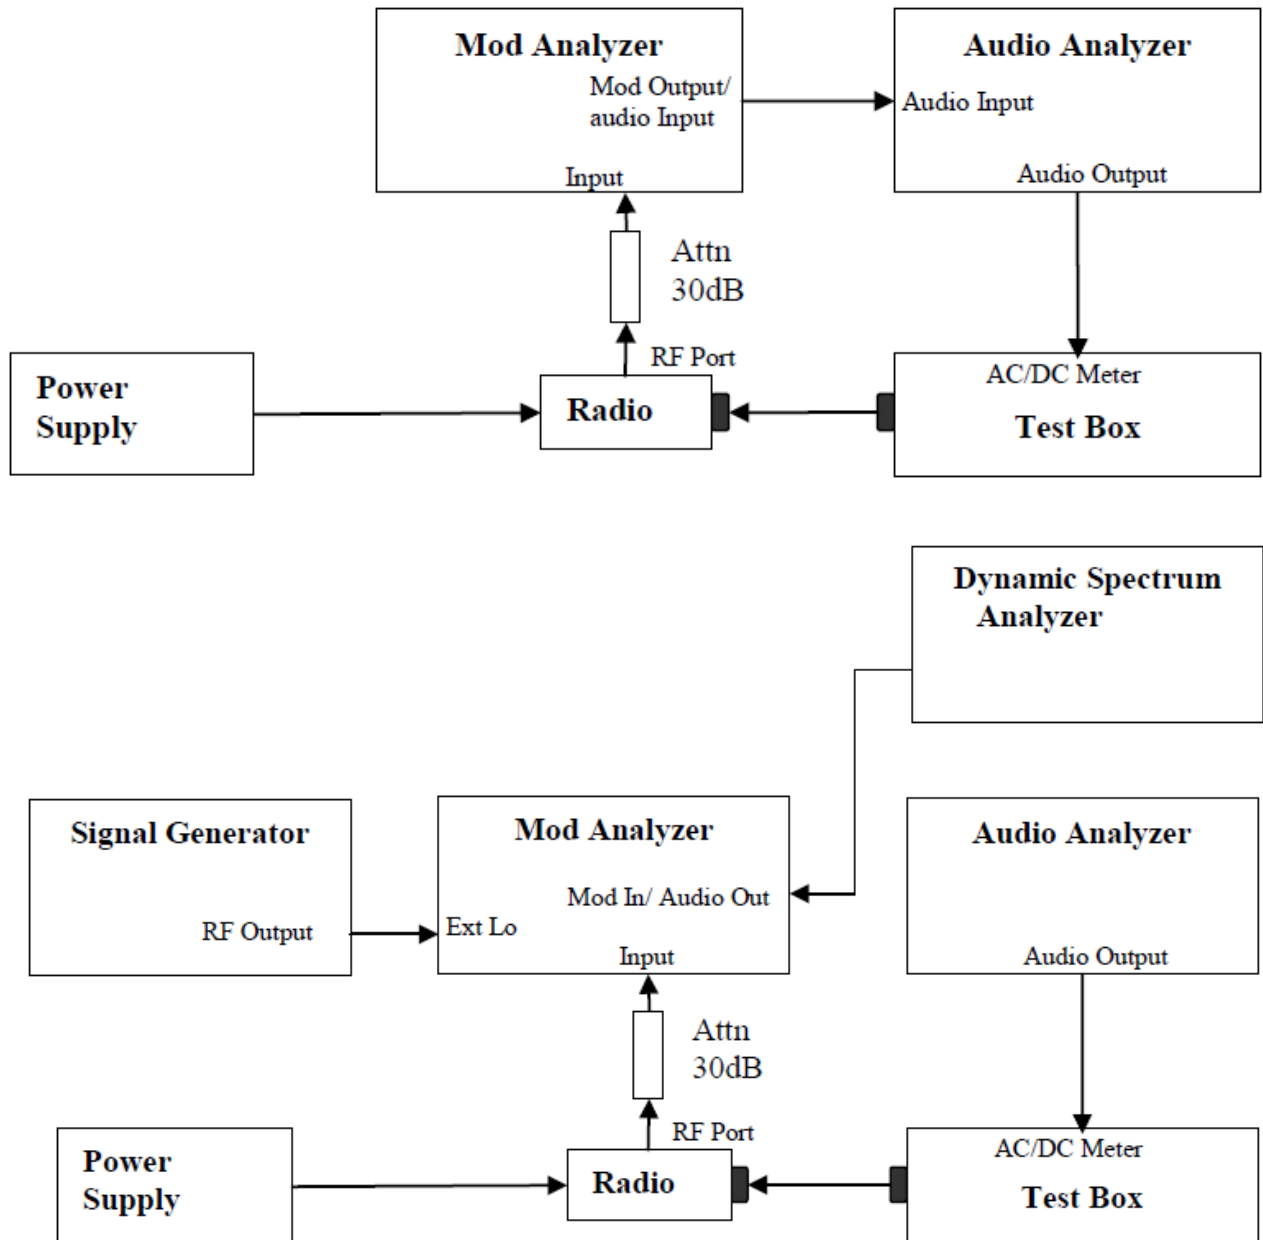 Mod Analyzer
Mod Output/
audio Input
Input
Audio Analyzer
Audio Input
Audio Output
Attn
30dB
RF Port
Power
Supply
Radio
AC/DC Meter
Test Box
Dynamic Spectrum
Analyzer
Signal Generator
RF Output
Mod Analyzer
Mod In/ Audio Out
Ext Lo
Input
Audio Analyzer
Audio Output
Attn
30dB
RF Port
Power
Supply
Radio
AC/DC Meter
Test Box